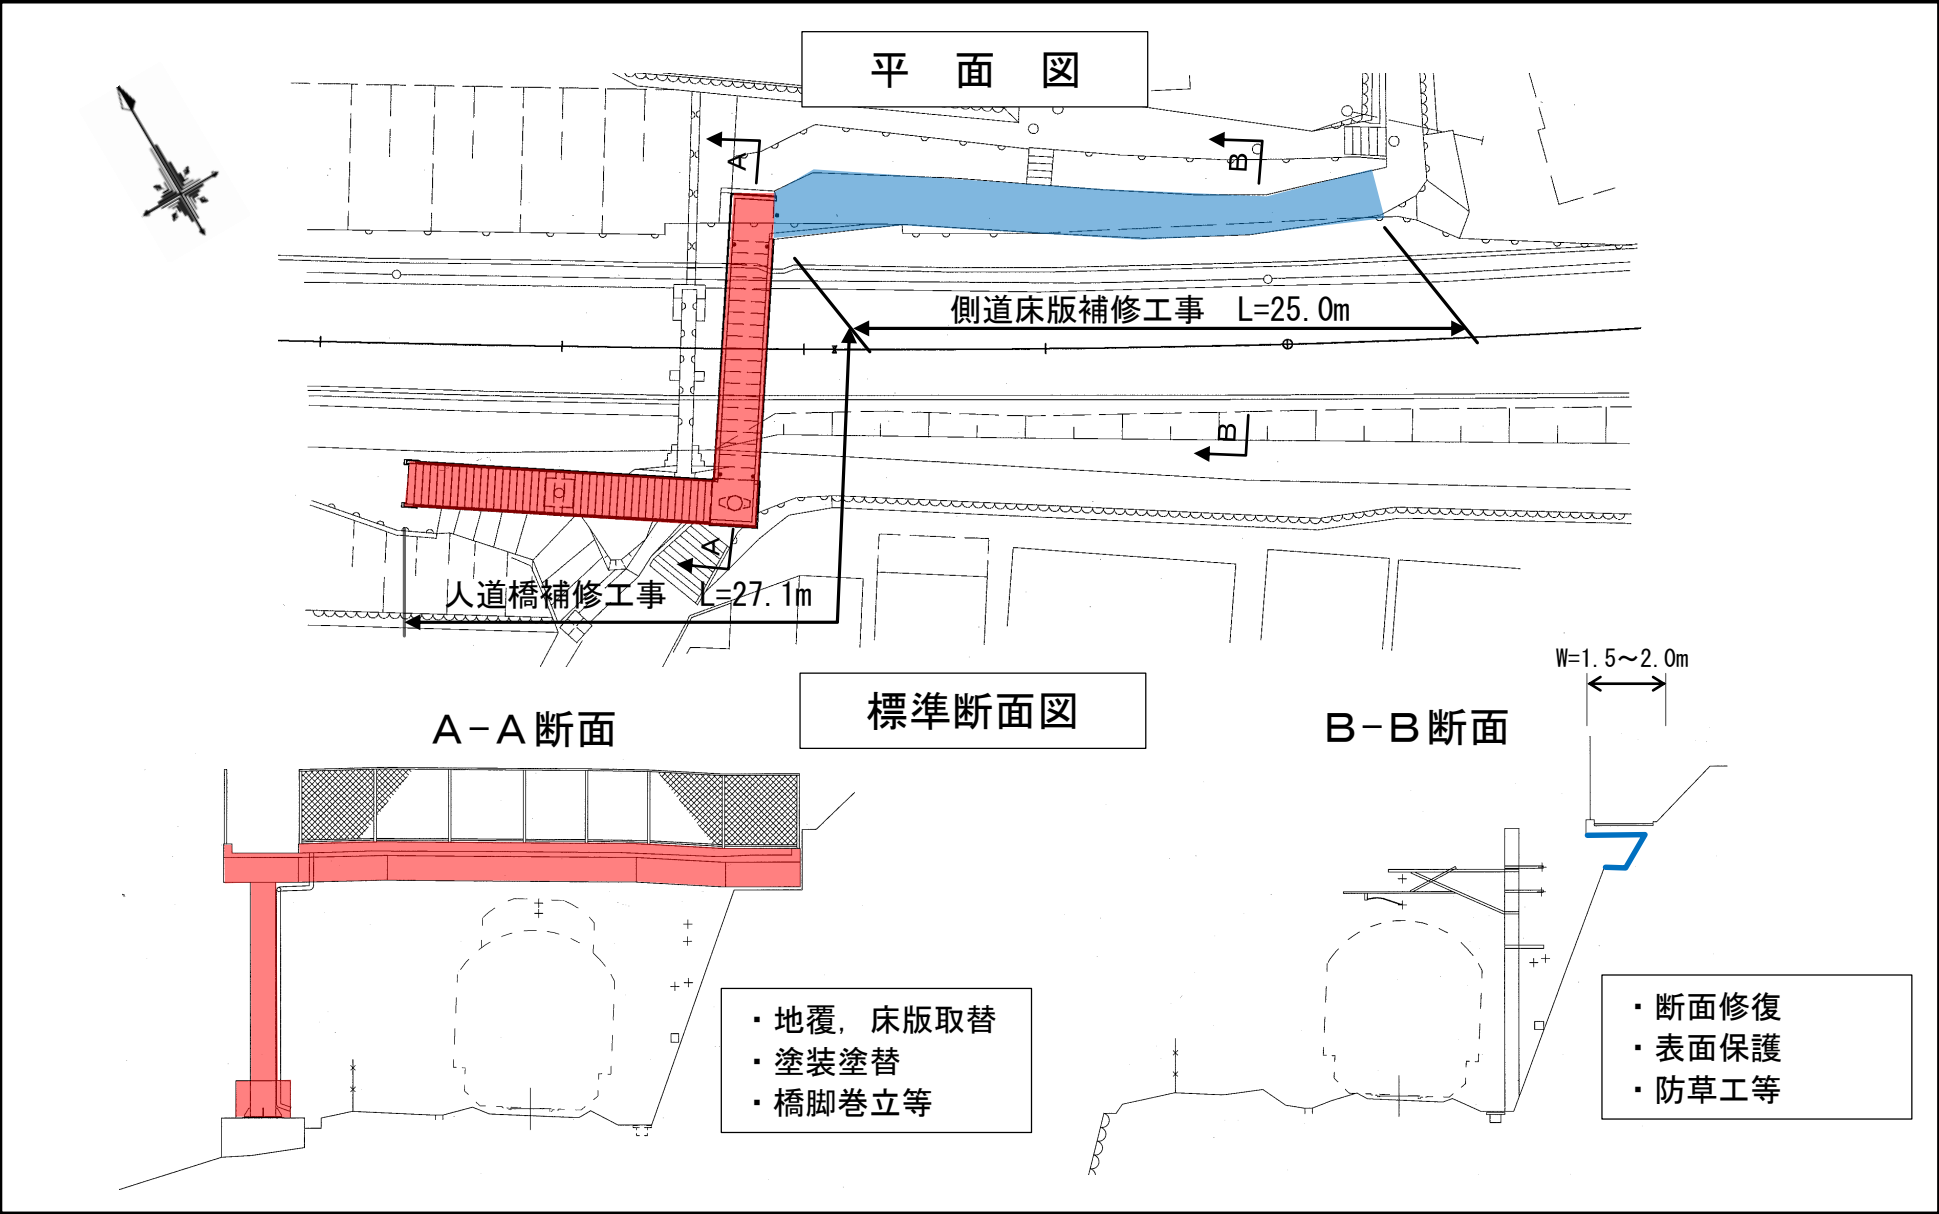 平 面 図
A
B
側道床版補修工事 L=25.0m
B
A
人道橋補修工事 L=27.1m
W=1.5～2.0m
標準断面図
A-A断面
B-B断面
・地覆，床版取替
・塗装塗替
・橋脚巻立等
・断面修復
・表面保護
・防草工等